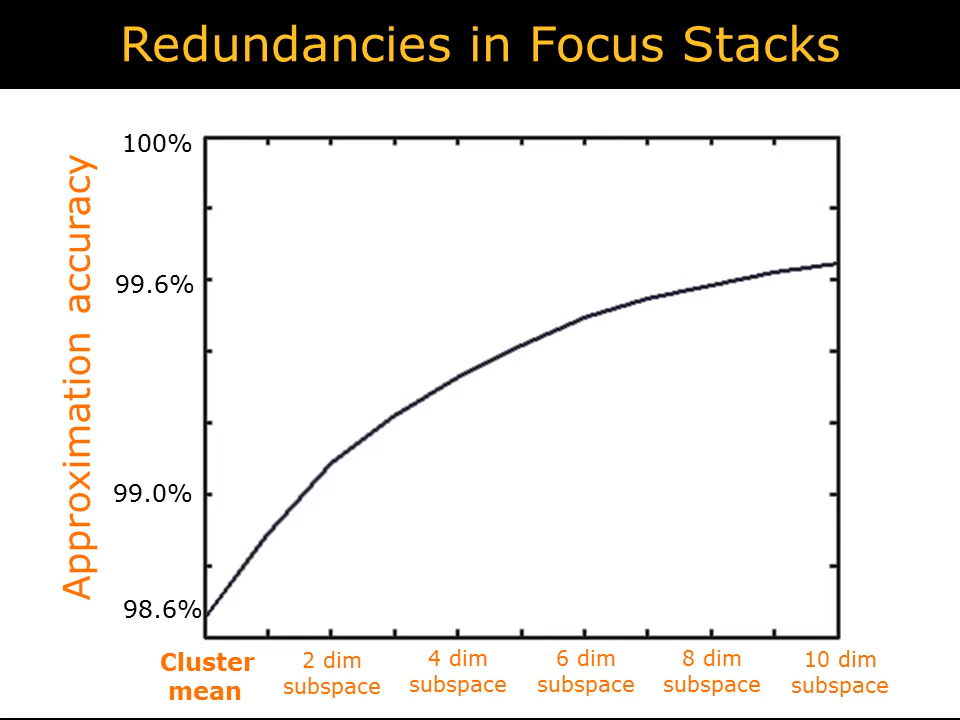 Redundancies in Focus Stacks
Approximation accuracy
100%
99.6%
99.0%
98.6%
Cluster
mean
2 dim
subspace
4 dim
subspace
6 dim
subspace
8 dim
subspace
10 dim
subspace